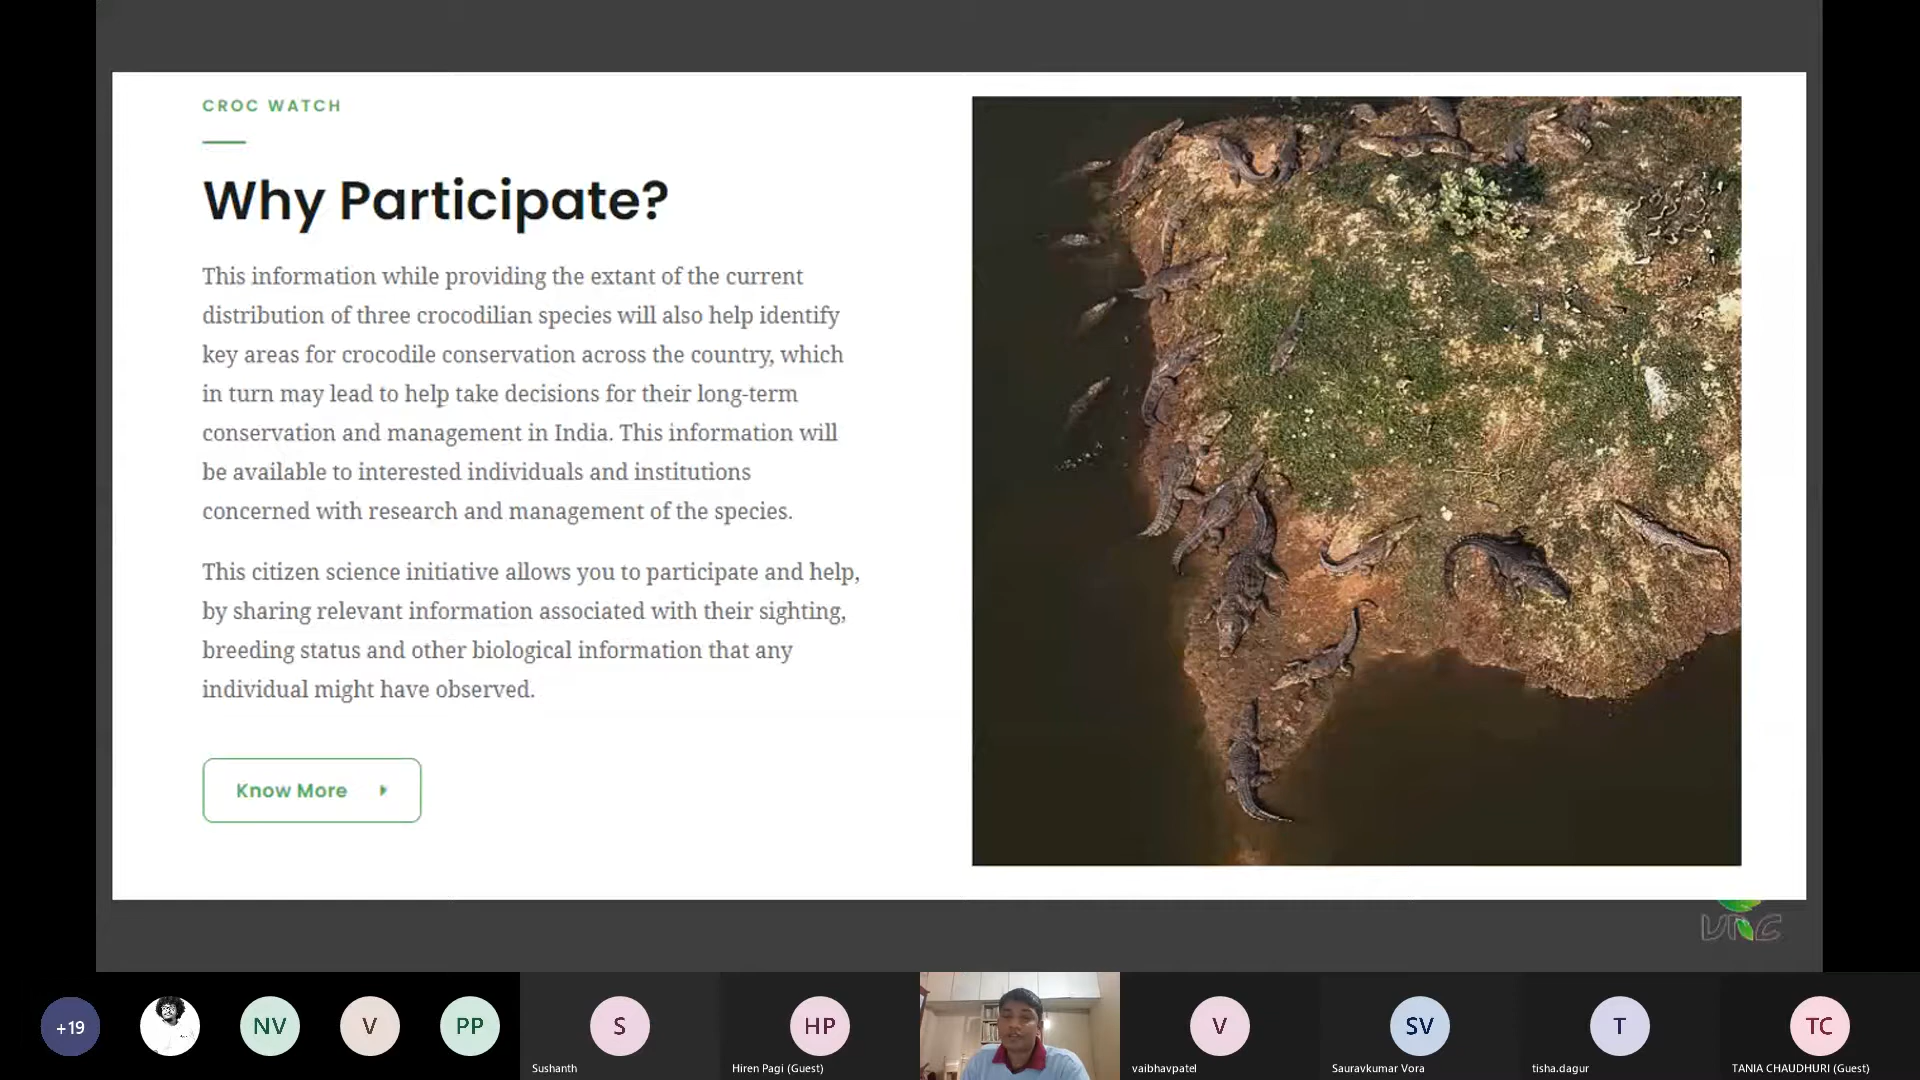 CROC WATCH
Why Participate?
This information while providing the extant of the current
distribution of three crocodilian species will also help identify
key areas for crocodile conservation across the country, which
in turn may lead to help take decisions for their long-term
conservation and management in India. This information will
be available to interested individuals and institutions
concerned with research and management of the species.
This citizen science initiative allows you to participate and help,
by sharing relevant information associated with their sighting,
breeding status and other biological information that any
individual might have observed.
Know More
VNC
+19
NV
V
PP
S
HP
V
SV
T
TC
Sushanth
Hiren Pagi (Guest)
vaibhavpatel
Sauravkumar Vora
tisha.dagur
TANIA CHAUDHURI (Guest)